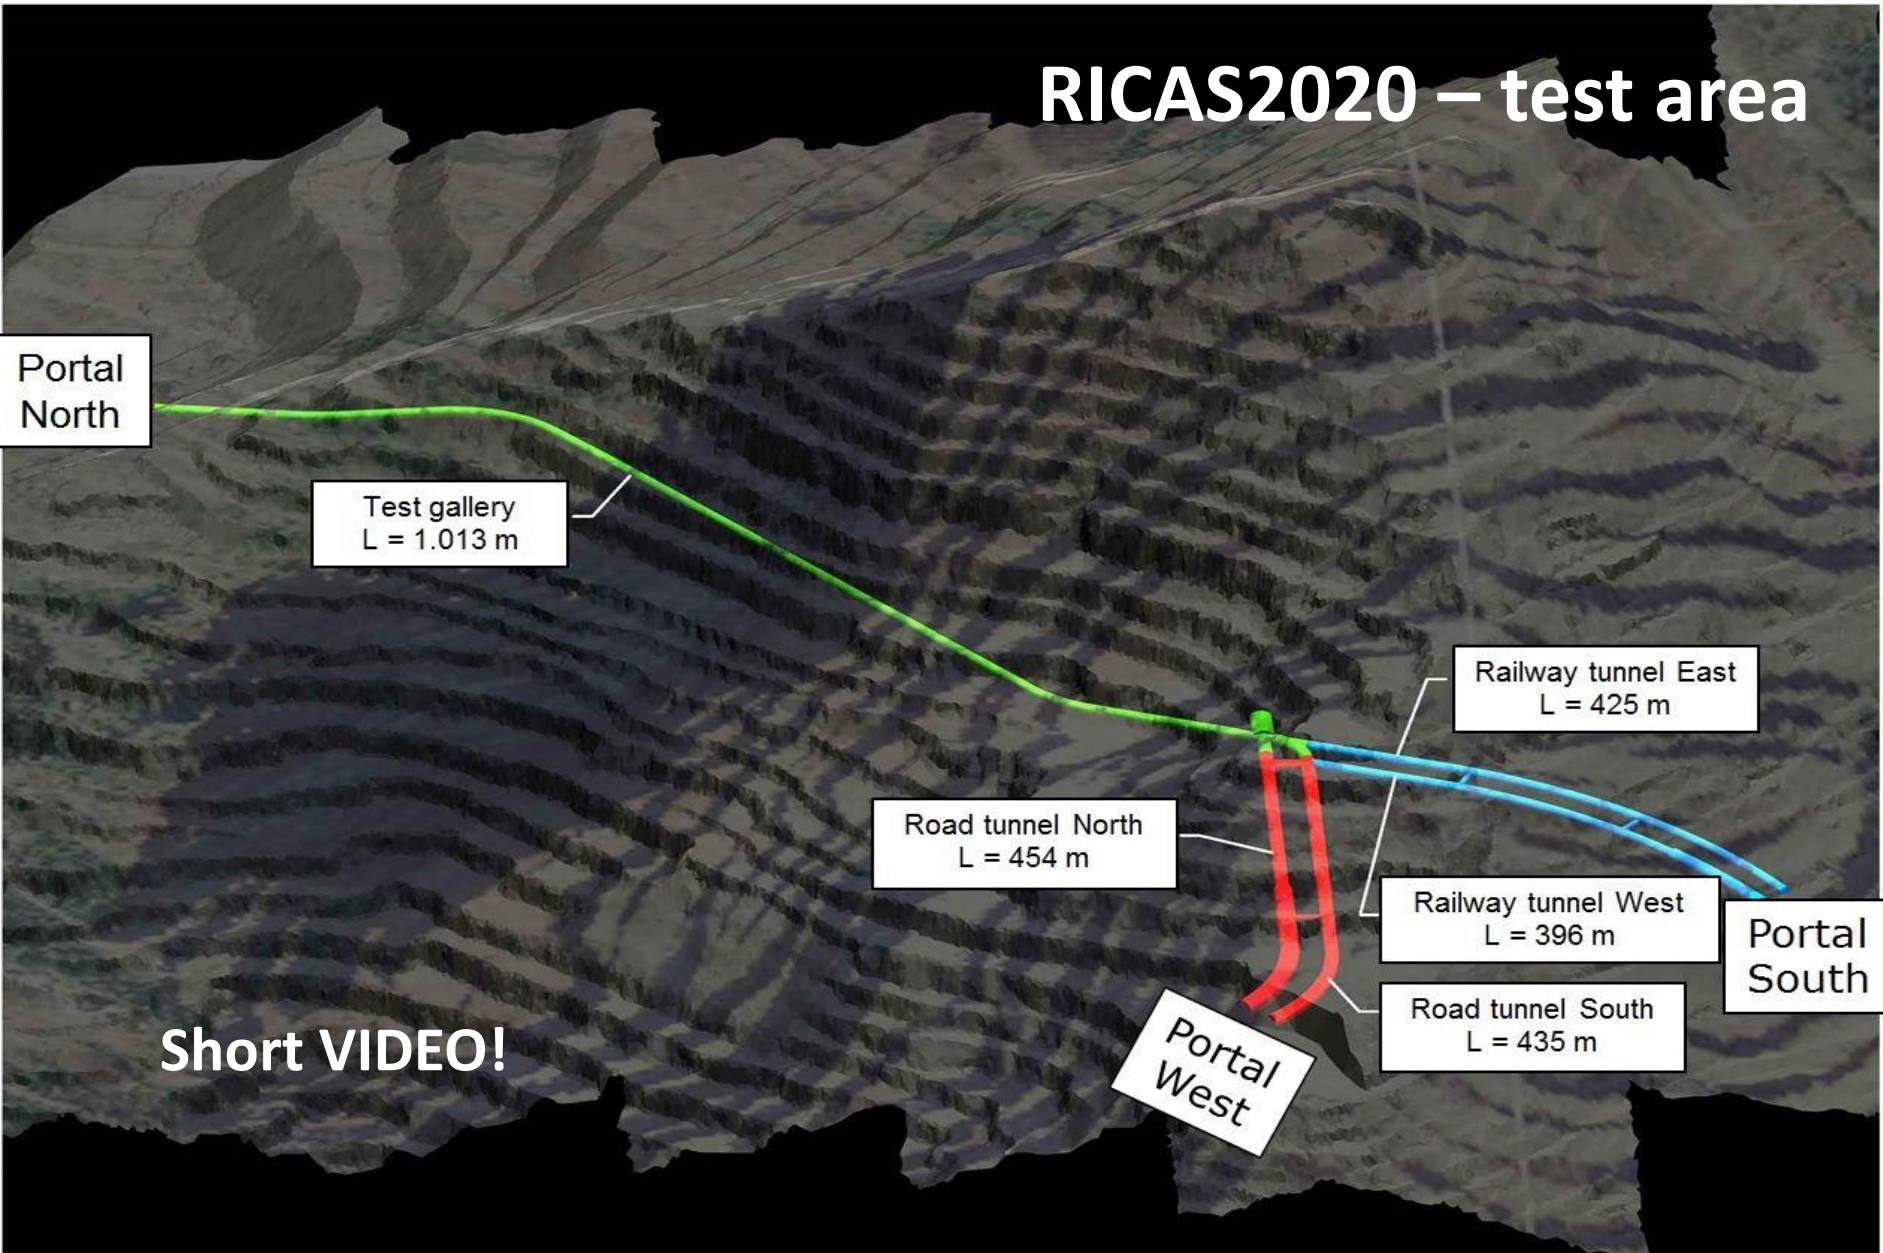 RICAS2020 – test area
Portal
North
Test gallery
L = 1.013 m
Railway tunnel East
L = 425 m
Road tunnel North
L = 454 m
Railway tunnel West
L = 396 m
Portal
South
Road tunnel South
L = 435 m
Portal
West
Short VIDEO!